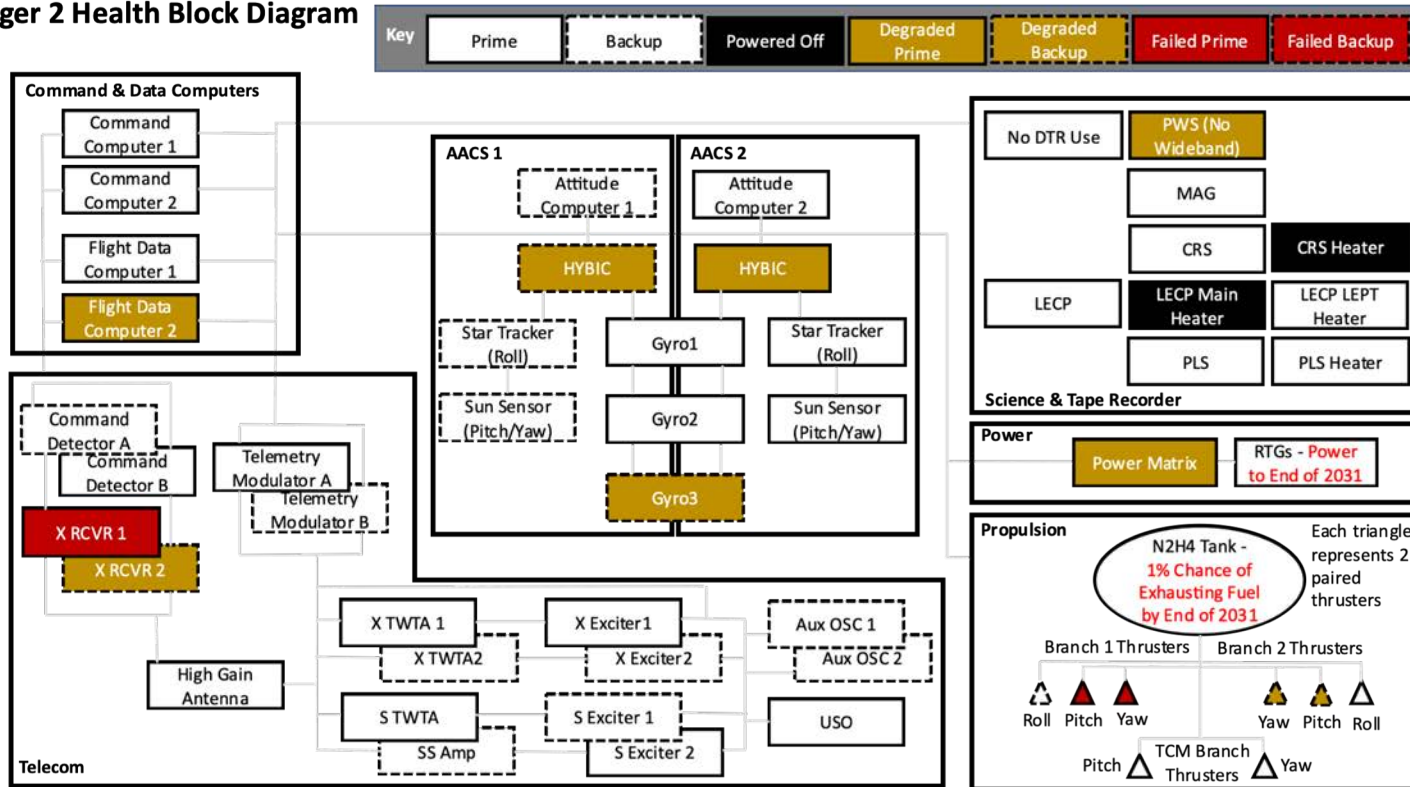 ger 2 Health Block Diagram
Key
Prime
Backup
Powered Off
Degraded
Prime
Degraded
Backup
Failed Prime
Failed Backup
Command & Data Computers
Command
Computer 1
Command
Computer 2
Flight Data
Computer 1
Flight Data
Computer 2
AACS 1
Attitude
Computer 1
HYBIC
Star Tracker
(Roll)
Sun Sensor
(Pitch/Yaw)
AACS 2
Attitude
Computer 2
HYBIC
Star Tracker
(Roll)
Sun Sensor
(Pitch/Yaw)
Gyro1
Gyro2
Gyro3
No DTR Use
PWS (No
Wideband)
MAG
CRS
CRS Heater
LECP
LECP Main
Heater
LECP LEPT
Heater
PLS
PLS Heater
Science & Tape Recorder
Power
Power Matrix
RTGs - Power
to End of 2031
Propulsion
N2H4 Tank -
1% Chance of
Exhausting Fuel
by End of 2031
Each triangle
represents 2
paired
thrusters
Branch 1 Thrusters
Branch 2 Thrusters
Roll
Pitch
Yaw
Yaw
Pitch
Roll
Pitch
TCM Branch
Thrusters
Yaw
Command
Detector A
Command
Detector B
Telemetry
Modulator A
Telemetry
Modulator B
X RCVR 1
X RCVR 2
High Gain
Antenna
X TWTA 1
X TWTA2
X Exciter1
X Exciter2
Aux OSC 1
Aux OSC 2
S TWTA
SS Amp
S Exciter 1
S Exciter 2
USO
Telecom